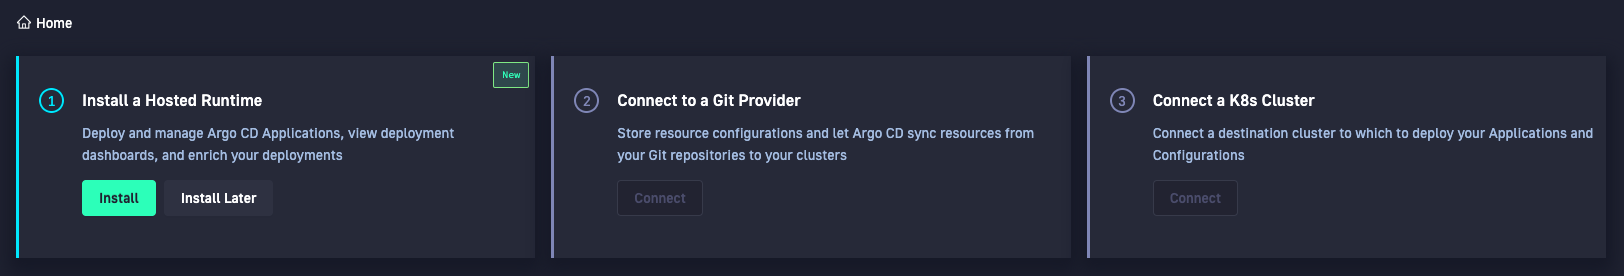 Home
New
1 Install a Hosted Runtime
Deploy and manage Argo CD Applications, view deployment
dashboards, and enrich your deployments
Install Install Later
2 Connect to a Git Provider
Store resource configurations and let Argo CD sync resources from
your Git repositories to your clusters
Connect
3 Connect a K8s Cluster
Connect a destination cluster to which to deploy your Applications and
Configurations
Connect